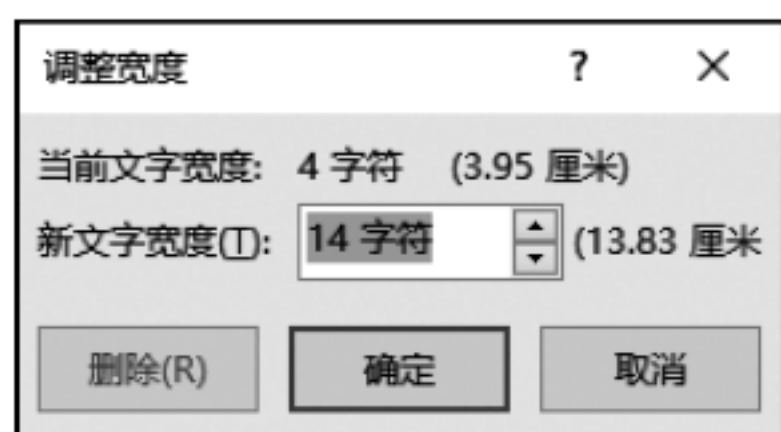 调整宽度 ?
当前文字宽度: 4 字符 (3.95 厘米)
新文字宽度(T): 14 字符 (13.83 厘米
删除(R) 确定 取消